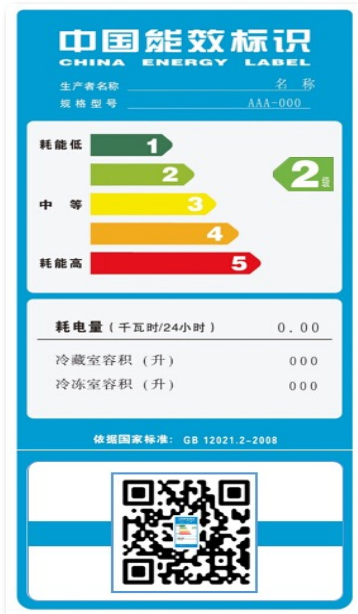 中国能效标识
CHINA ENERGY LABEL
生产者名称 名 称
规格型号 AAA-000
耗能低 1
2 2级
中 等 3
4
耗能高 5
耗电量(千瓦时/24小时) 0.00
冷藏室容积(升) 000
冷冻室容积(升) 000
依据国家标准: GB 12021.2-2008